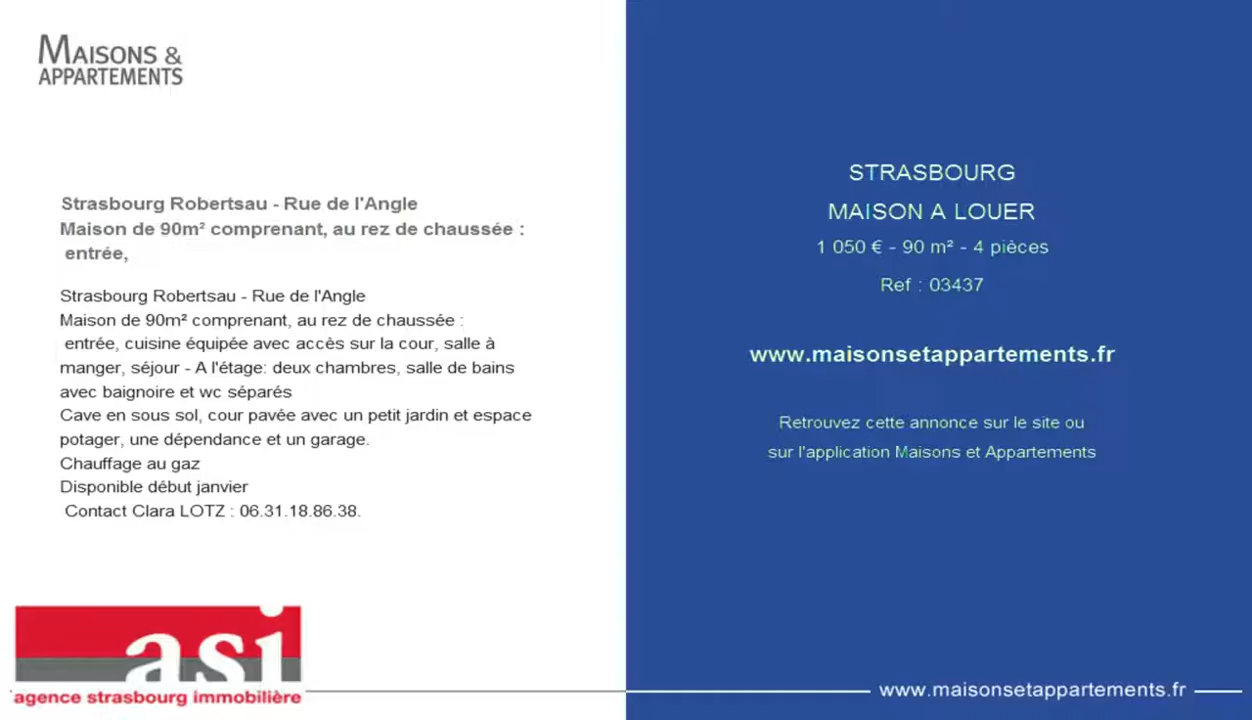 MAISONS &
APPARTEMENTS
Strasbourg Robertsau - Rue de l'Angle
Maison de 90m² comprenant, au rez de chaussée :
entrée,
Strasbourg Robertsau - Rue de l'Angle
Maison de 90m² comprenant, au rez de chaussée :
entrée, cuisine équipée avec accès sur la cour, salle à
manger, séjour - A l'étage: deux chambres, salle de bains
avec baignoire et wc séparés
Cave en sous sol, cour pavée avec un petit jardin et espace
potager, une dépendance et un garage.
Chauffage au gaz
Disponible début janvier
Contact Clara LOTZ : 06.31.18.86.38.
asi
agence strasbourg immobilière
STRASBOURG
MAISON A LOUER
1 050 € - 90 m² - 4 pièces
Ref : 03437
www.maisonsetappartements.fr
Retrouvez cette annonce sur le site ou
sur l'application Maisons et Appartements
www.maisonsetappartements.fr